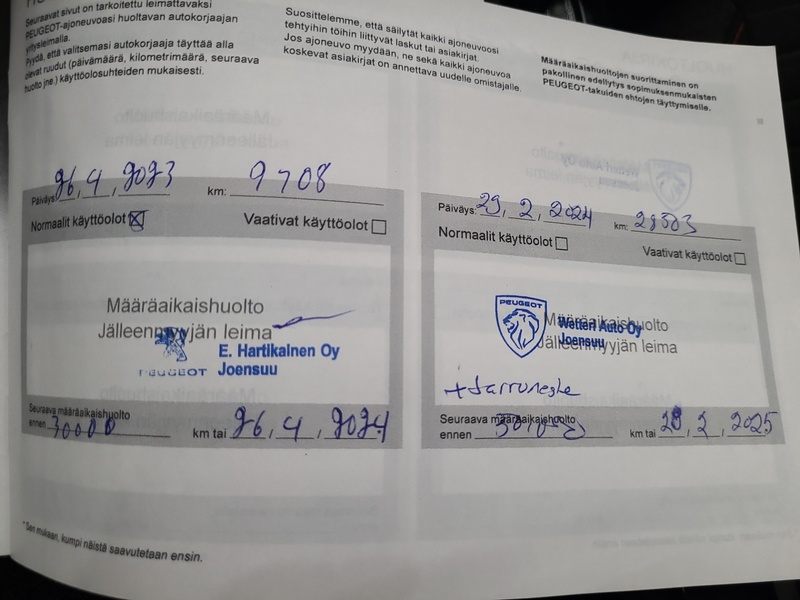 Seuraavat sivut on tarkoitettu leimattavaksi
PEUGEOT-ajoneuvoasi huoltavan autokorjaajan
yritysleimalla.
Pyydä, että valitsemasi autokorjaaja täyttää alla
olevat ruudut (päivämäärä, kilometrimäärä, seuraava
huolto jne.) käyttöolosuhteiden mukaisesti.
Suosittelemme, että säilytät kaikki ajoneuvoosi
tehtyihin töihin liittyvät laskut tai asiakirjat.
Jos ajoneuvo myydään, ne sekä kaikki ajoneuvoa
koskevat asiakirjat on annettava uudelle omistajalle.
Määräaikaishuoltojen suorittaminen on
pakollinen edellytys sopimuksenmukaisten
PEUGEOT-takuiden ehtojen täyttymiselle.
Päiväys: 26, 4, 2023 km: 9708
Normaalit käyttöolot Vaativat käyttöolot
Määräaikaishuolto
Jälleenmyyjän leima
PEUGEOT
E. Hartikainen Oy
Joensuu
Seuraava määräaikaishuolto
ennen 30000 km tai 26, 4, 2024
Päiväys: 29, 2, 2024 km:
Normaalit käyttöolot Vaativat käyttöolot
PEUGEOT
Määräaikaishuolto
Jälleenmyyjän leima
Wetteri Auto Oy
Joensuu
+Jarruneste
Seuraava määräaikaishuolto
ennen km tai 28, 2, 2025
* Sen mukaan, kumpi näistä saavutetaan ensin.